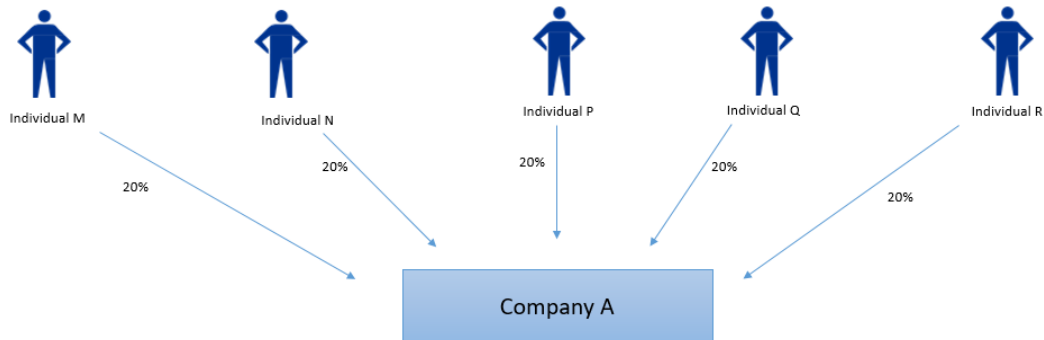 Individual M
Individual N
Individual P
Individual Q
Individual R
20%
20%
20%
20%
20%
Company A